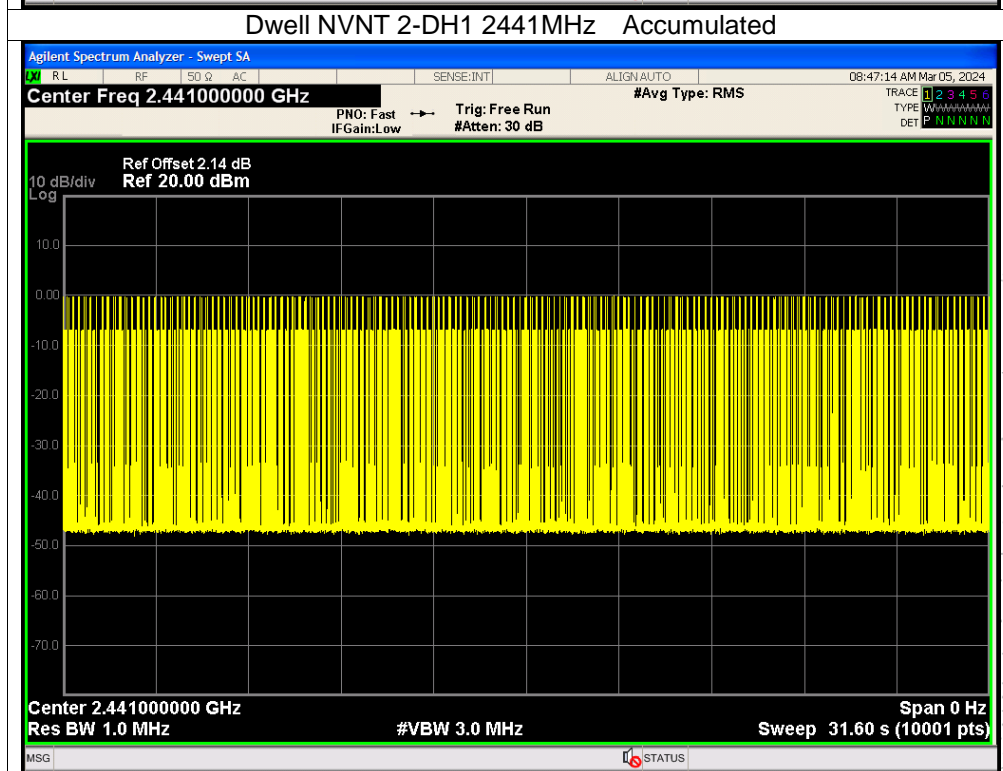 Dwell NVNT 2-DH1 2441MHz Accumulated
Agilent Spectrum Analyzer - Swept SA
LXI RL RF 50 Ω AC SENSE:INT ALIGN AUTO 08:47:14 AM Mar 05, 2024
Center Freq 2.441000000 GHz #Avg Type: RMS TRACE 1 2 3 4 5 6
PNO: Fast Trig: Free Run TYPE WWWWWW
IFGain:Low #Atten: 30 dB DET P N N N N N
Ref Offset 2.14 dB
10 dB/div Ref 20.00 dBm
Log
10.0
0.00
-10.0
-20.0
-30.0
-40.0
-50.0
-60.0
-70.0
Center 2.441000000 GHz Span 0 Hz
Res BW 1.0 MHz #VBW 3.0 MHz Sweep 31.60 s (10001 pts)
MSG STATUS